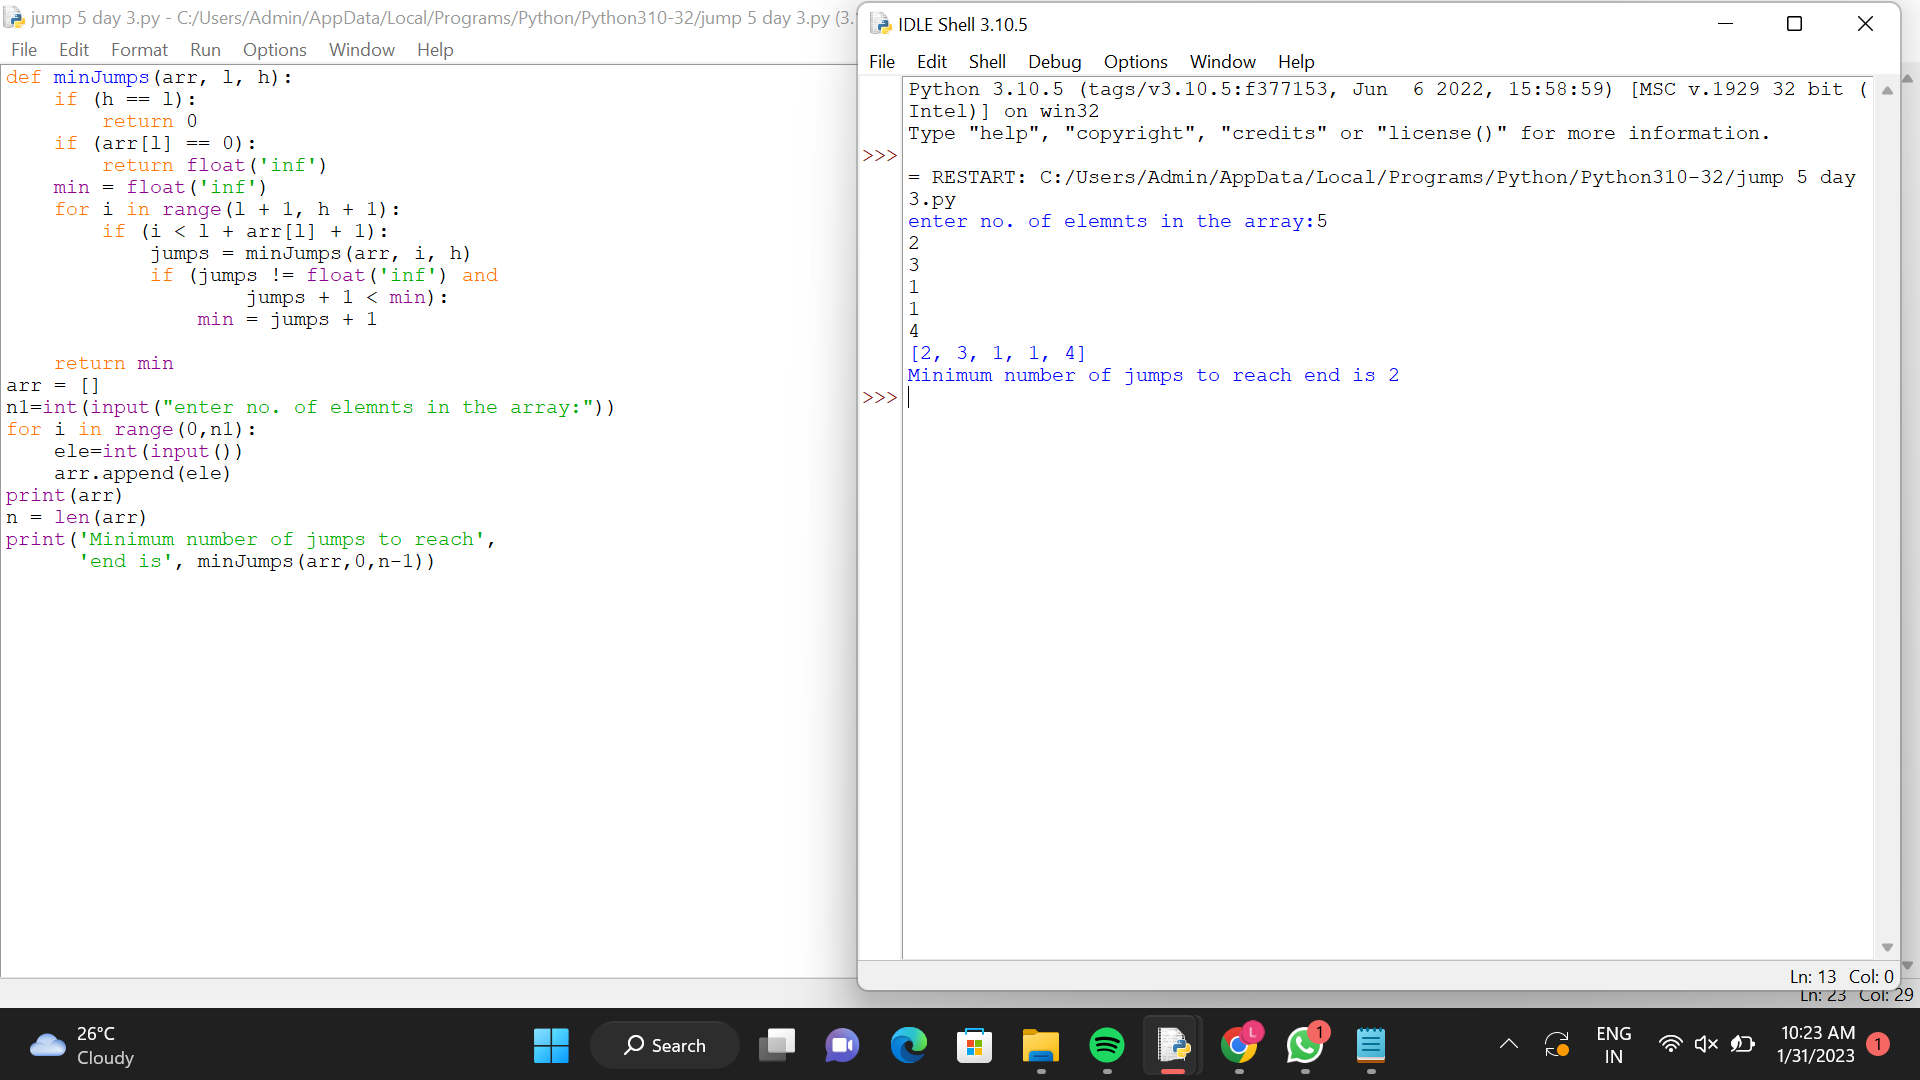 jump 5 day 3.py - C:/Users/Admin/AppData/Local/Programs/Python/Python310-32/jump 5 day 3.py (3.
File Edit Format Run Options Window Help
def minJumps(arr, l, h):
    if (h == l):
        return 0
    if (arr[l] == 0):
        return float('inf')
    min = float('inf')
    for i in range(l + 1, h + 1):
        if (i < l + arr[l] + 1):
            jumps = minJumps(arr, i, h)
            if (jumps != float('inf') and
                    jumps + 1 < min):
                min = jumps + 1
    return min
arr = []
n1=int(input("enter no. of elemnts in the array:"))
for i in range(0,n1):
    ele=int(input())
    arr.append(ele)
print(arr)
n = len(arr)
print('Minimum number of jumps to reach',
      'end is', minJumps(arr,0,n-1))
IDLE Shell 3.10.5
File Edit Shell Debug Options Window Help
Python 3.10.5 (tags/v3.10.5:f377153, Jun  6 2022, 15:58:59) [MSC v.1929 32 bit (
Intel)] on win32
Type "help", "copyright", "credits" or "license()" for more information.
>>>
= RESTART: C:/Users/Admin/AppData/Local/Programs/Python/Python310-32/jump 5 day
3.py
enter no. of elemnts in the array:5
2
3
1
1
4
[2, 3, 1, 1, 4]
Minimum number of jumps to reach end is 2
>>>
Ln: 13 Col: 0
Ln: 23 Col: 29
26°C
Cloudy
Search
L
1
ENG
IN
10:23 AM
1/31/2023
1